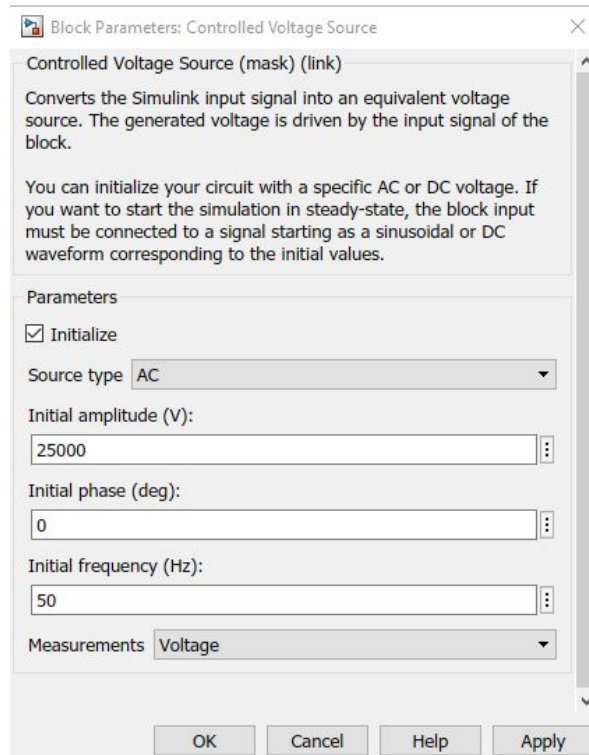 Block Parameters: Controlled Voltage Source
Controlled Voltage Source (mask) (link)
Converts the Simulink input signal into an equivalent voltage
source. The generated voltage is driven by the input signal of the
block.
You can initialize your circuit with a specific AC or DC voltage. If
you want to start the simulation in steady-state, the block input
must be connected to a signal starting as a sinusoidal or DC
waveform corresponding to the initial values.
Parameters
Initialize
Source type AC
Initial amplitude (V):
25000
Initial phase (deg):
0
Initial frequency (Hz):
50
Measurements Voltage
OK Cancel Help Apply